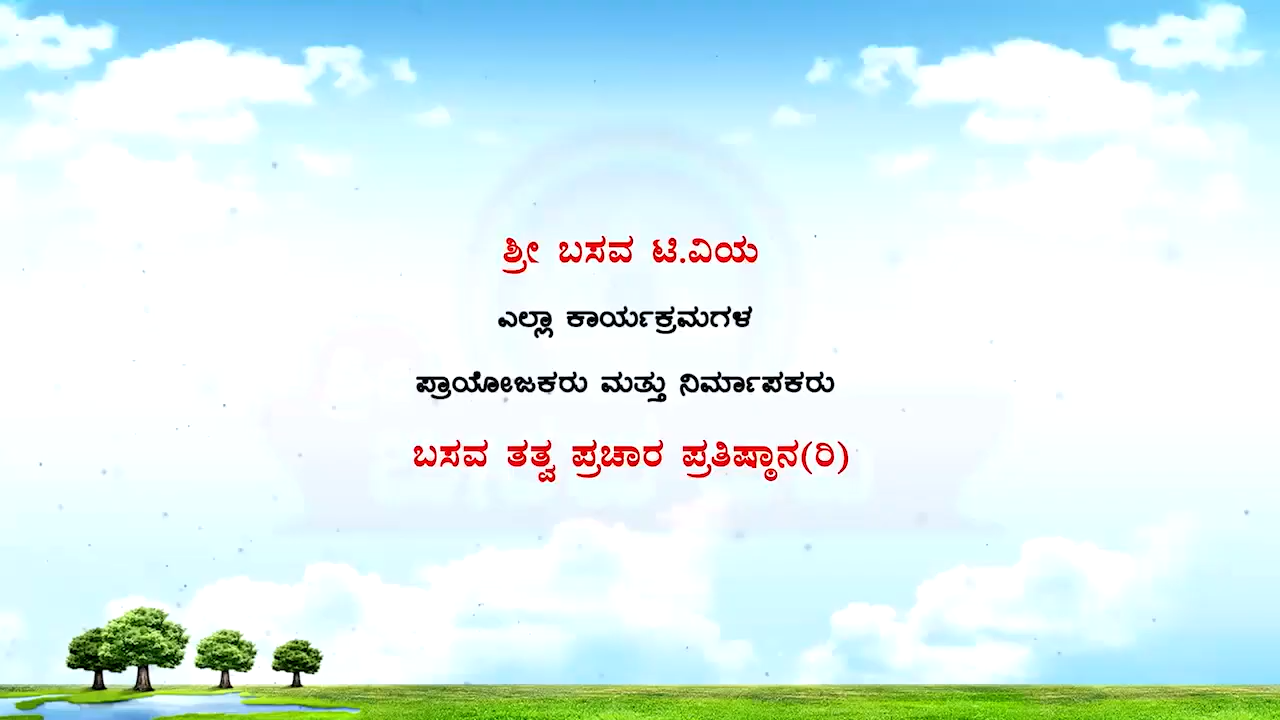 ಶ್ರೀ ಬಸವ ಟಿ.ವಿಯ
ಎಲ್ಲಾ ಕಾರ್ಯಕ್ರಮಗಳ
ಪ್ರಾಯೋಜಕರು ಮತ್ತು ನಿರ್ಮಾಪಕರು
ಬಸವ ತತ್ವ ಪ್ರಚಾರ ಪ್ರತಿಷ್ಠಾನ(ರಿ)